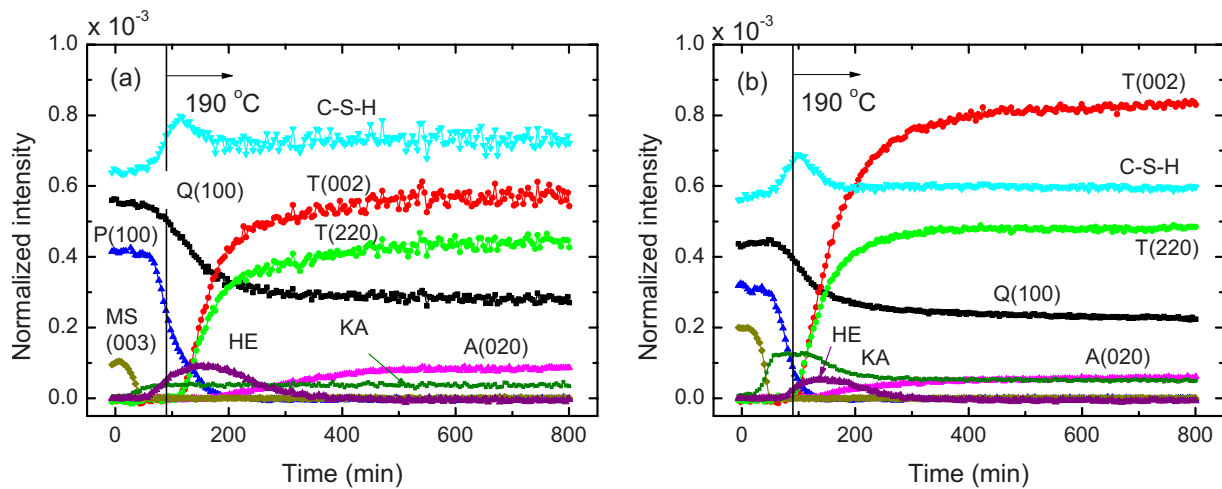 x 10-3
1.0
0.8
0.6
0.4
0.2
0.0
Normalized intensity
(a)
190 oC
C-S-H
Q(100)
T(002)
P(100)
T(220)
MS
(003)
HE
KA
A(020)
0 200 400 600 800
Time (min)
x 10-3
1.0
0.8
0.6
0.4
0.2
0.0
Normalized intensity
(b)
190 oC
T(002)
C-S-H
T(220)
Q(100)
HE
KA
A(020)
0 200 400 600 800
Time (min)